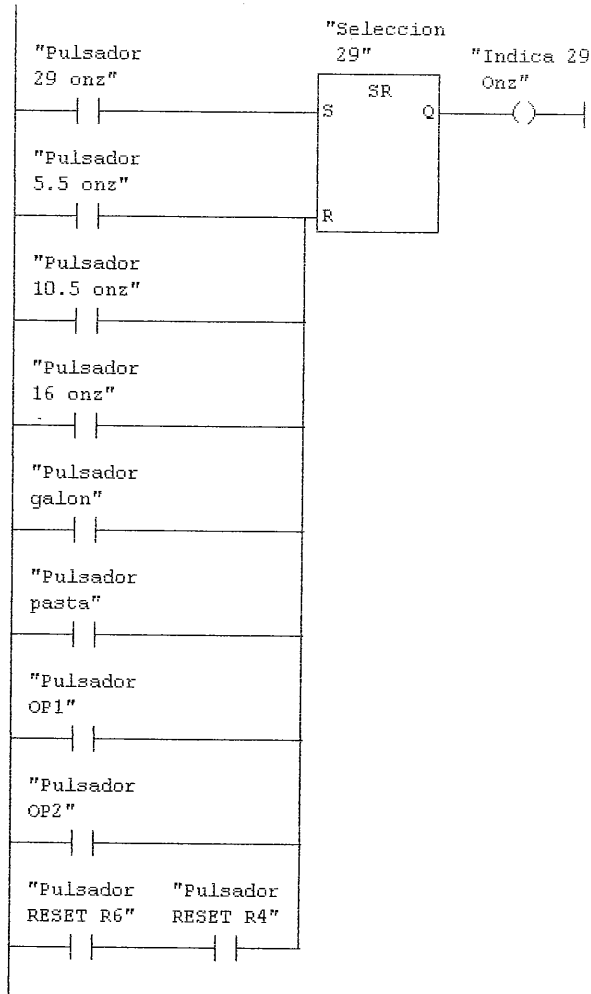 "Seleccion
29"
"Pulsador
29 onz"
"Indica 29
Onz"
SR
S
Q
"Pulsador
5.5 onz"
R
"Pulsador
10.5 onz"
"Pulsador
16 onz"
"Pulsador
galon"
"Pulsador
pasta"
"Pulsador
OP1"
"Pulsador
OP2"
"Pulsador
RESET R6"
"Pulsador
RESET R4"